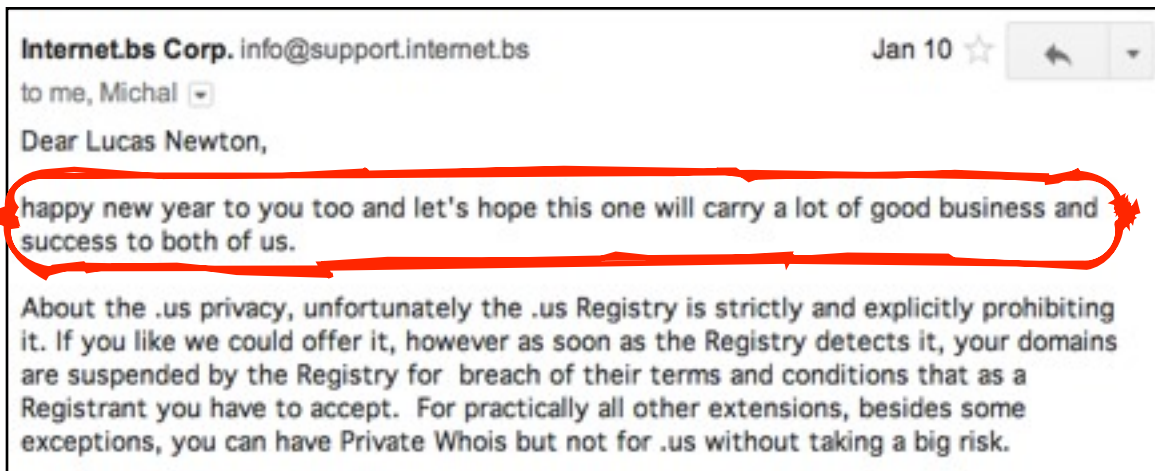 Internet.bs Corp. info@support.internet.bs Jan 10
to me, Michal
Dear Lucas Newton,
happy new year to you too and let's hope this one will carry a lot of good business and
success to both of us.
About the .us privacy, unfortunately the .us Registry is strictly and explicitly prohibiting
it. If you like we could offer it, however as soon as the Registry detects it, your domains
are suspended by the Registry for  breach of their terms and conditions that as a
Registrant you have to accept.  For practically all other extensions, besides some
exceptions, you can have Private Whois but not for .us without taking a big risk.